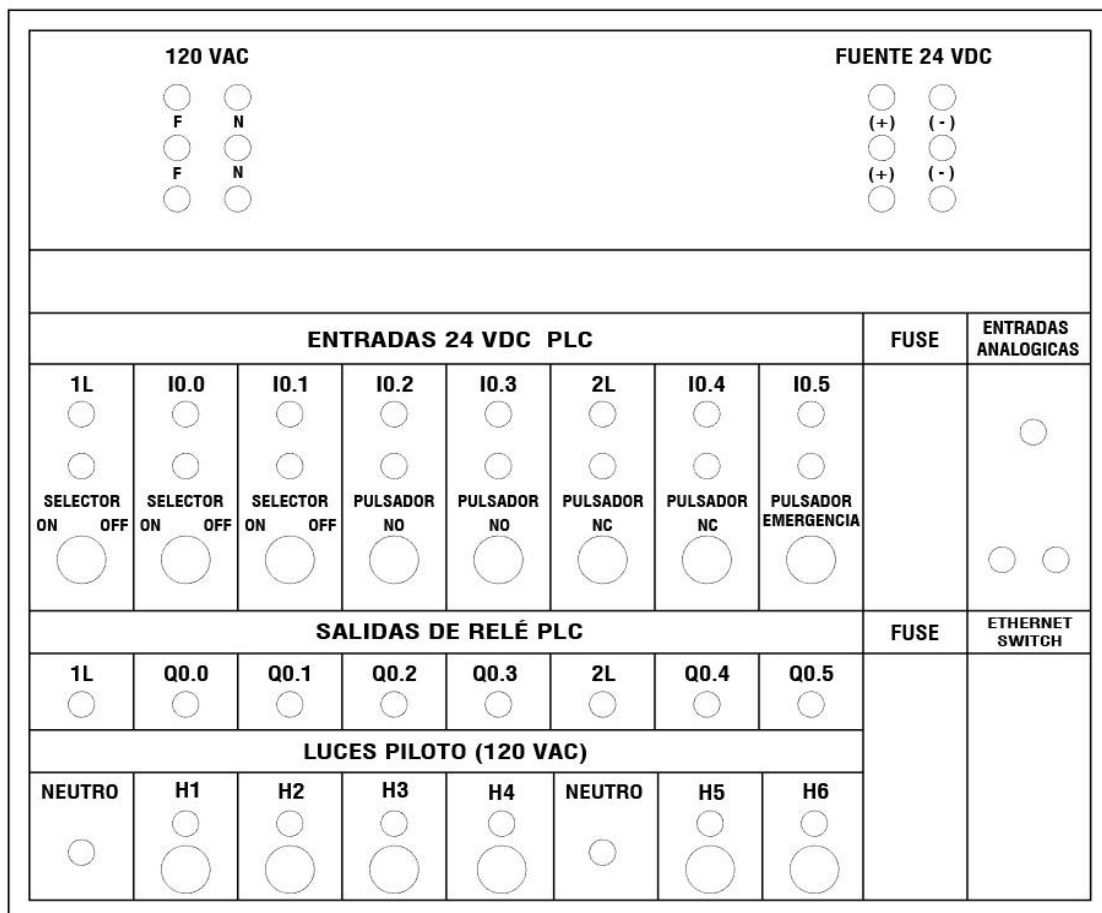 120 VAC
FUENTE 24 VDC
F N (+) (-)
F N (+) (-)
ENTRADAS 24 VDC PLC
FUSE
ENTRADAS
ANALOGICAS
1L I0.0 I0.1 I0.2 I0.3 2L I0.4 I0.5
SELECTOR SELECTOR SELECTOR PULSADOR PULSADOR PULSADOR PULSADOR PULSADOR
ON OFF ON OFF ON OFF NO NO NC NC EMERGENCIA
SALIDAS DE RELÉ PLC
FUSE
ETHERNET
SWITCH
1L Q0.0 Q0.1 Q0.2 Q0.3 2L Q0.4 Q0.5
LUCES PILOTO (120 VAC)
NEUTRO H1 H2 H3 H4 NEUTRO H5 H6